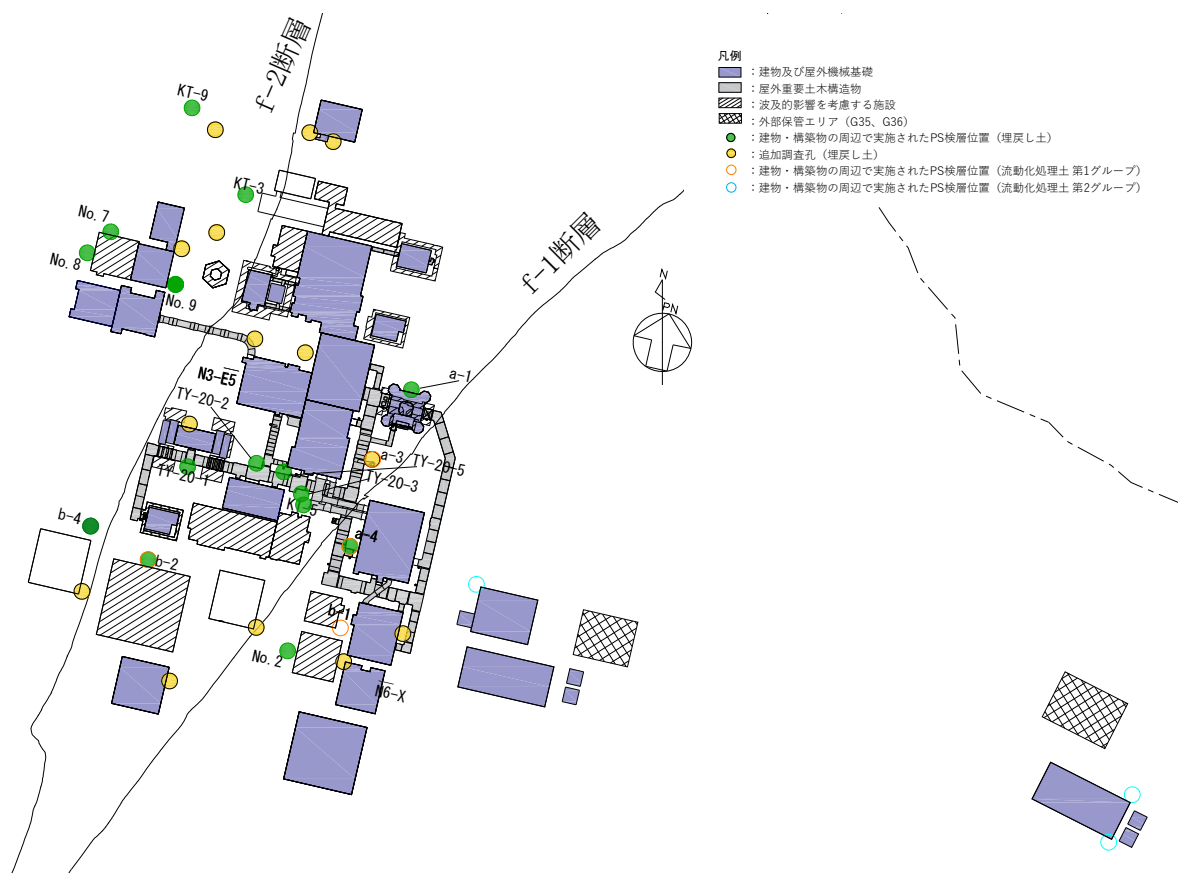 凡例
：建物及び屋外機械基礎
：屋外重要土木構造物
：波及的影響を考慮する施設
：外部保管エリア（G35、G36）
：建物・構築物の周辺で実施されたPS検層位置（埋戻し土）
：追加調査孔（埋戻し土）
：建物・構築物の周辺で実施されたPS検層位置（流動化処理土 第1グループ）
：建物・構築物の周辺で実施されたPS検層位置（流動化処理土 第2グループ）
f-2断層
KT-9
KT-3
No. 7
No. 8
No. 9
f-1断層
N
PN
N3-E5
a-1
TY-20-2
a-3
TY-20-5
TY-20-1
TY-20-3
b-4
a-4
b-2
b-1
No. 2
N6-X